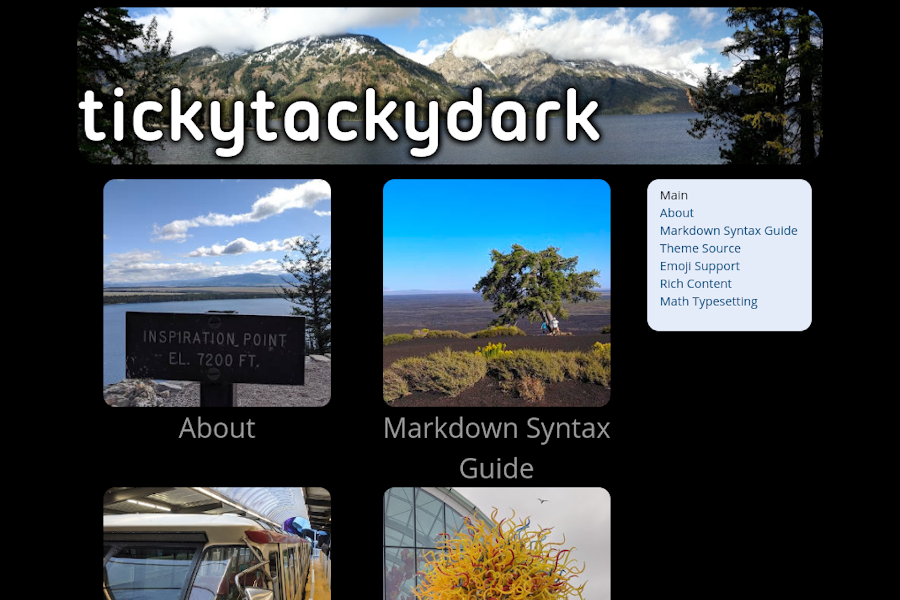 tickytackydark
INSPIRATION POINT
EL. 7200 FT.
About
Markdown Syntax
Guide
Main
About
Markdown Syntax Guide
Theme Source
Emoji Support
Rich Content
Math Typesetting